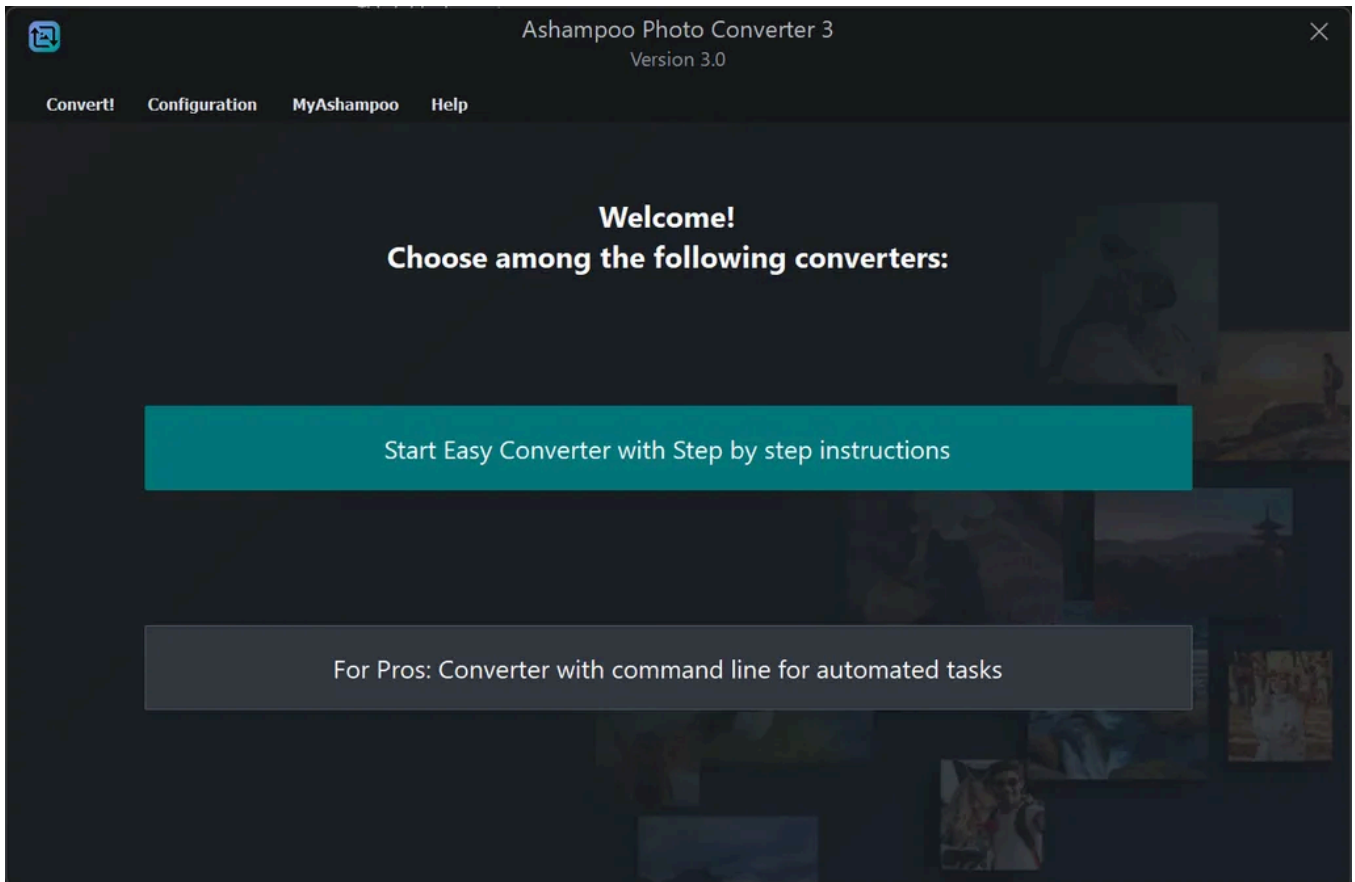 Ashampoo Photo Converter 3
Version 3.0
Convert! Configuration MyAshampoo Help
Welcome!
Choose among the following converters:
Start Easy Converter with Step by step instructions
For Pros: Converter with command line for automated tasks